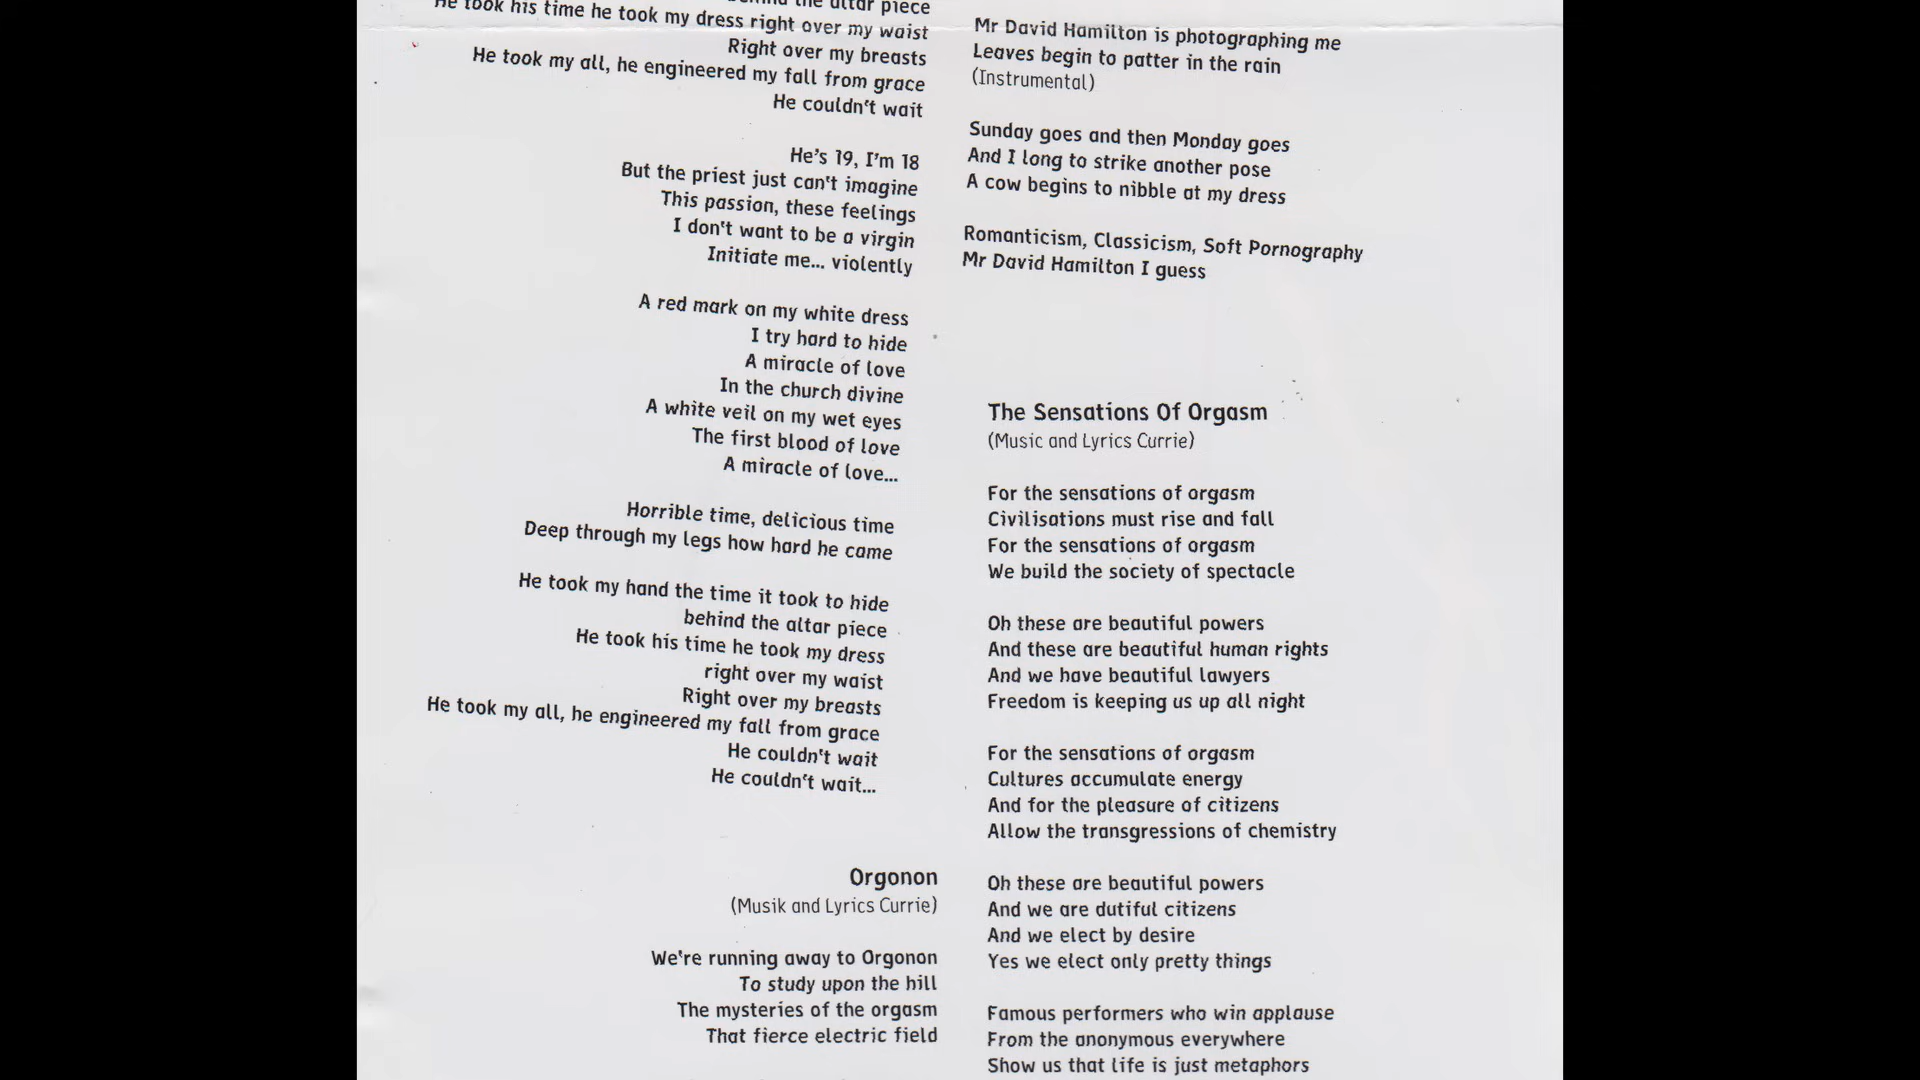 behind the altar piece
He took his time he took my dress right over my waist
Right over my breasts
He took my all, he engineered my fall from grace
He couldn't wait
He's 19, I'm 18
But the priest just can't imagine
This passion, these feelings
I don't want to be a virgin
Initiate me... violently
A red mark on my white dress
I try hard to hide
A miracle of love
In the church divine
A white veil on my wet eyes
The first blood of love
A miracle of love...
Horrible time, delicious time
Deep through my legs how hard he came
He took my hand the time it took to hide
behind the altar piece
He took his time he took my dress
right over my waist
Right over my breasts
He took my all, he engineered my fall from grace
He couldn't wait
He couldn't wait...
Orgonon
(Musik and Lyrics Currie)
We're running away to Orgonon
To study upon the hill
The mysteries of the orgasm
That fierce electric field
Mr David Hamilton is photographing me
Leaves begin to patter in the rain
(Instrumental)
Sunday goes and then Monday goes
And I long to strike another pose
A cow begins to nibble at my dress
Romanticism, Classicism, Soft Pornography
Mr David Hamilton I guess
The Sensations Of Orgasm
(Music and Lyrics Currie)
For the sensations of orgasm
Civilisations must rise and fall
For the sensations of orgasm
We build the society of spectacle
Oh these are beautiful powers
And these are beautiful human rights
And we have beautiful lawyers
Freedom is keeping us up all night
For the sensations of orgasm
Cultures accumulate energy
And for the pleasure of citizens
Allow the transgressions of chemistry
Oh these are beautiful powers
And we are dutiful citizens
And we elect by desire
Yes we elect only pretty things
Famous performers who win applause
From the anonymous everywhere
Show us that life is just metaphors